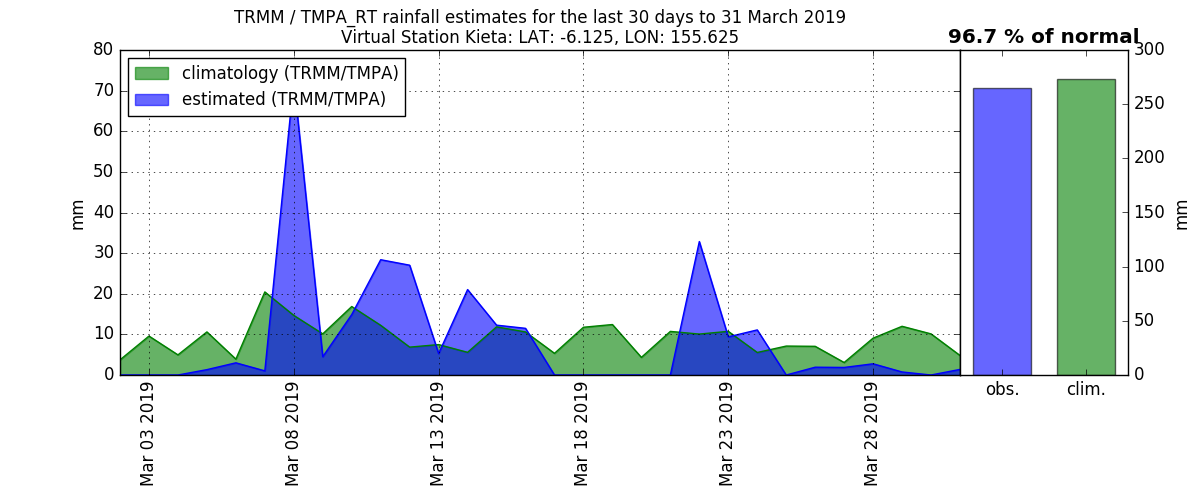 TRMM / TMPA_RT rainfall estimates for the last 30 days to 31 March 2019
Virtual Station Kieta: LAT: -6.125, LON: 155.625
96.7 % of normal
climatology (TRMM/TMPA)
estimated (TRMM/TMPA)
80
70
60
50
40
30
20
10
0
mm
Mar 03 2019
Mar 08 2019
Mar 13 2019
Mar 18 2019
Mar 23 2019
Mar 28 2019
300
250
200
150
100
50
0
mm
obs.
clim.